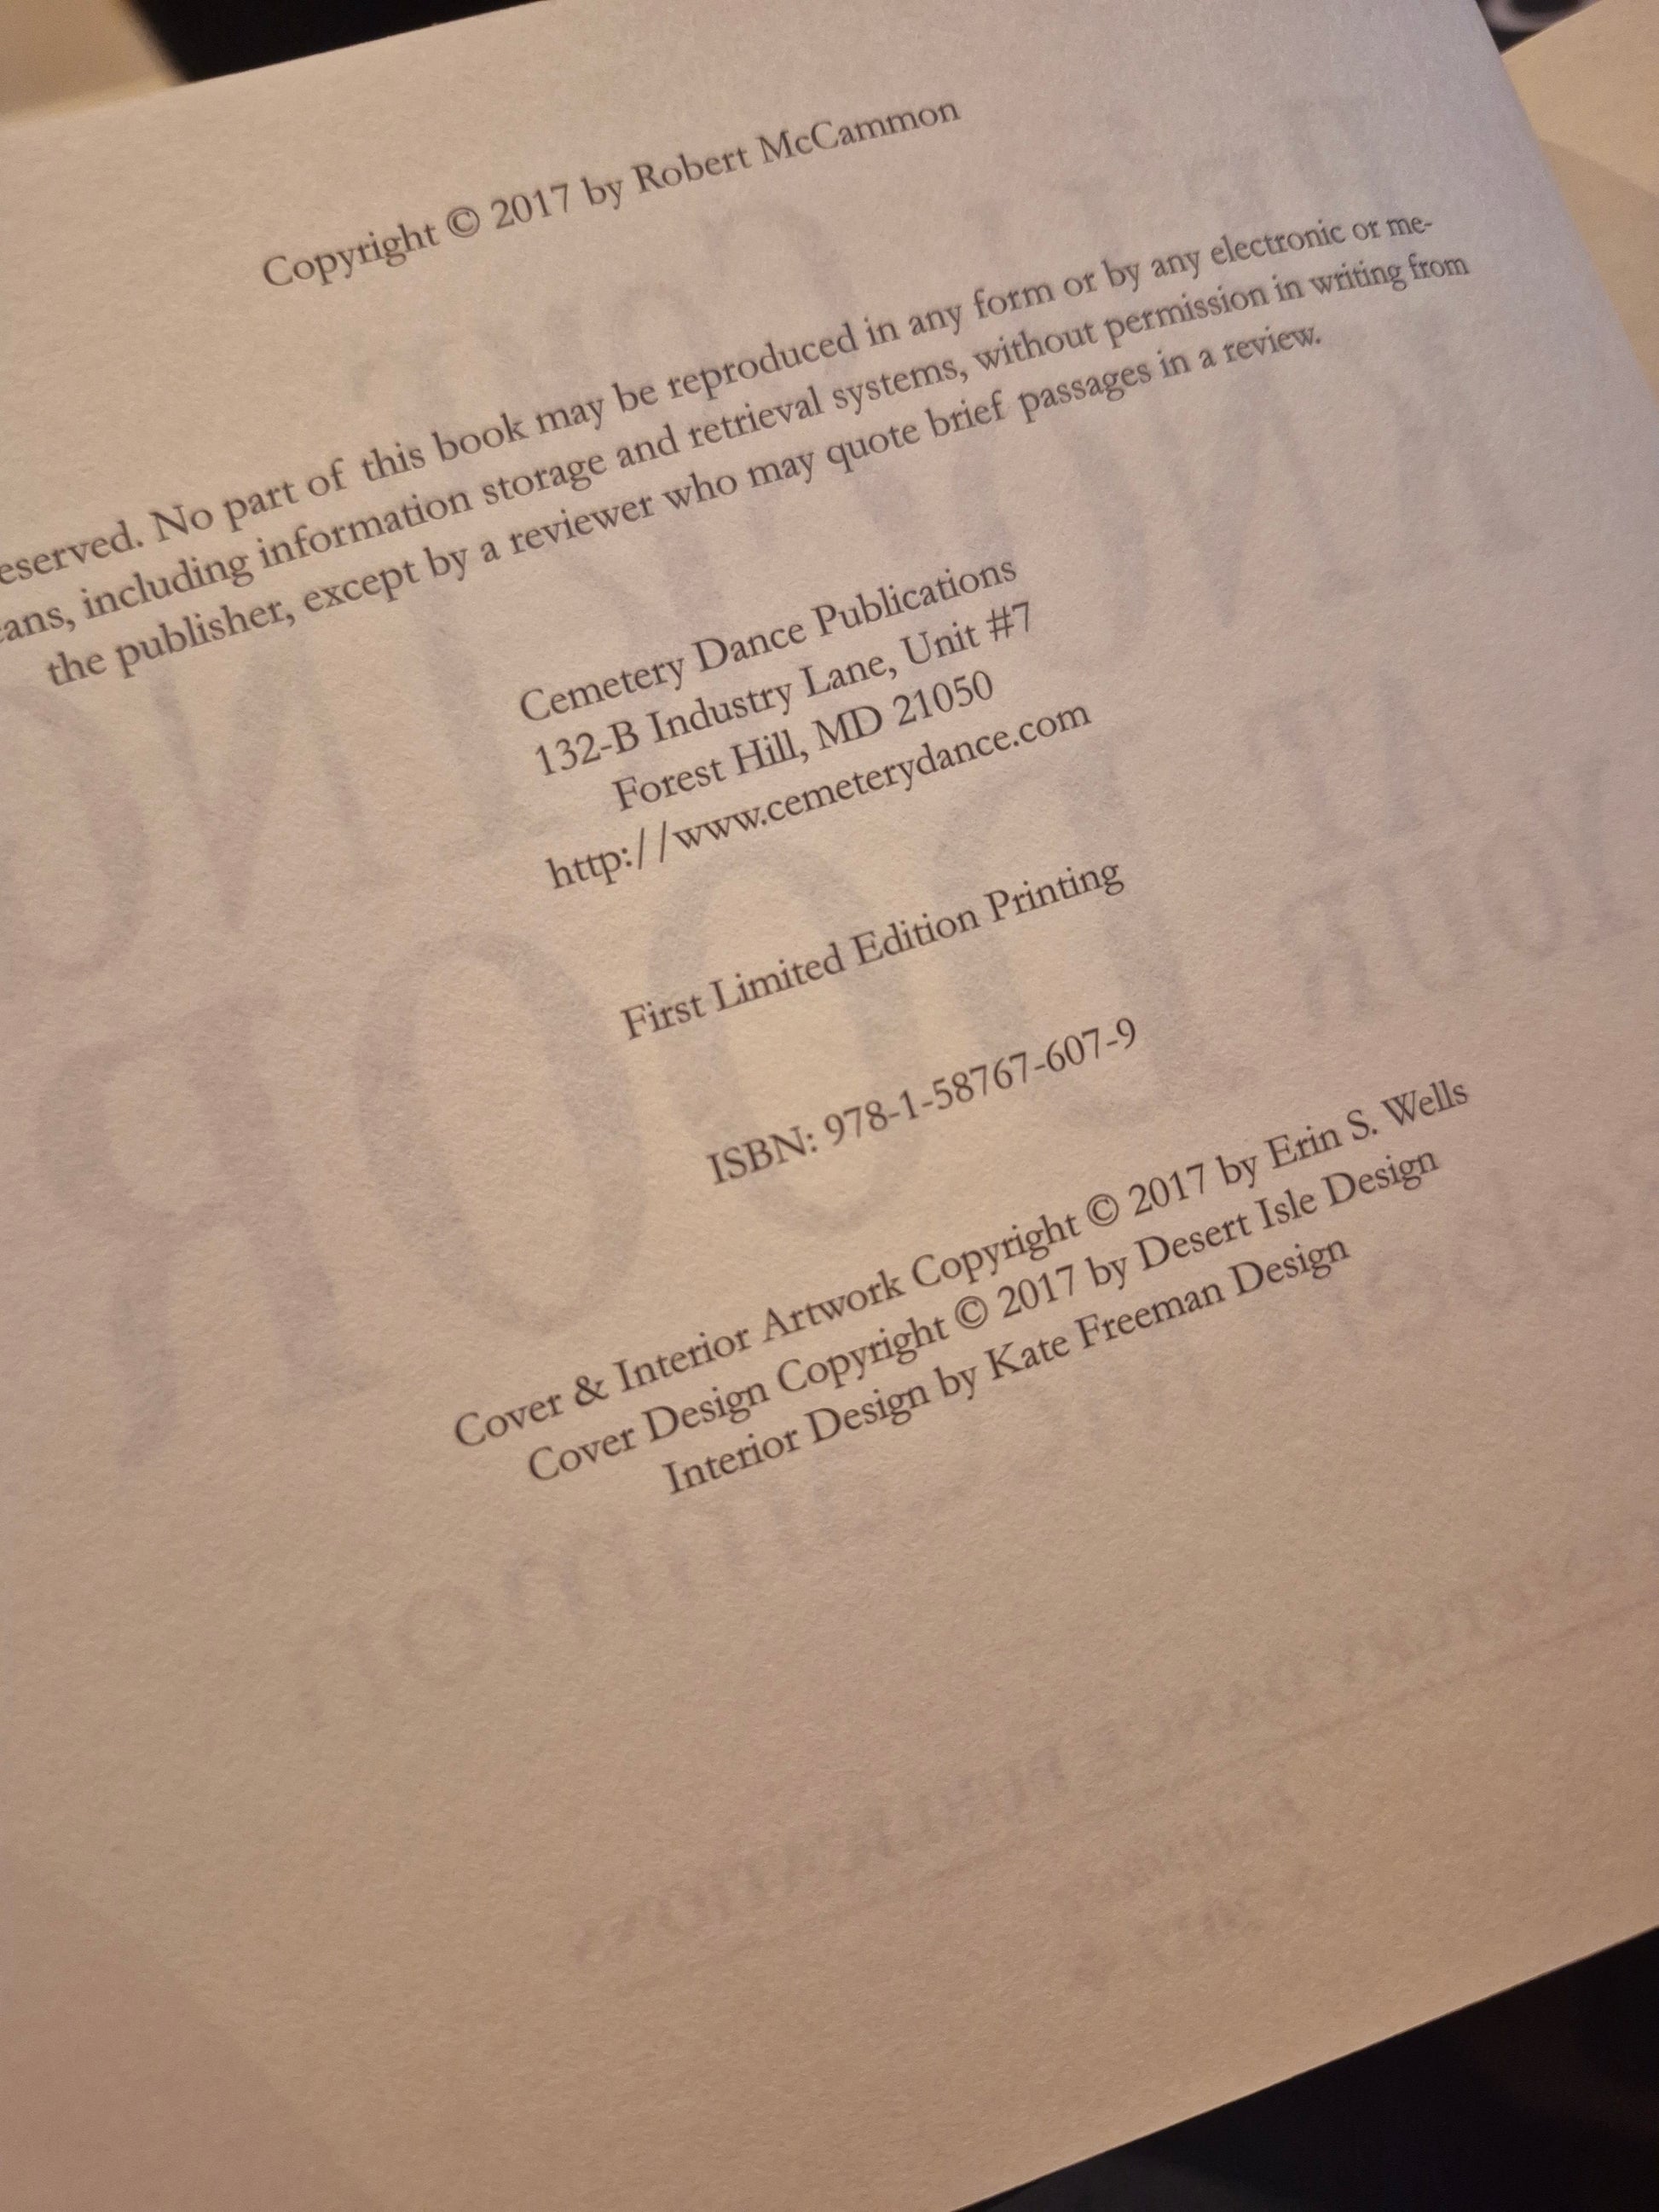 Copyright © 2017 by Robert McCammon
eserved. No part of this book may be reproduced in any form or by any electronic or me-
ans, including information storage and retrieval systems, without permission in writing from
the publisher, except by a reviewer who may quote brief passages in a review.
Cemetery Dance Publications
132-B Industry Lane, Unit #7
Forest Hill, MD 21050
http://www.cemeterydance.com
First Limited Edition Printing
ISBN: 978-1-58767-607-9
Cover & Interior Artwork Copyright © 2017 by Erin S. Wells
Cover Design Copyright © 2017 by Desert Isle Design
Interior Design by Kate Freeman Design